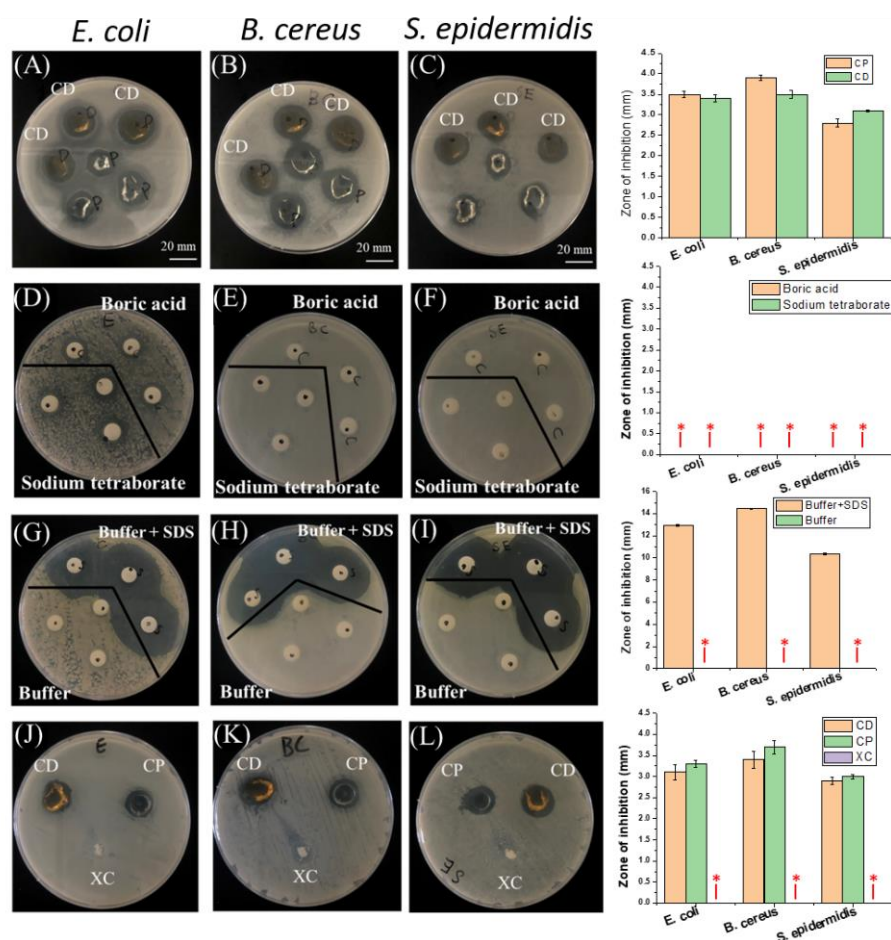 E. coli B. cereus S. epidermidis
(A) CD CD CD D D D P P P 20 mm
(B) CD CD CD BC D D 20 mm
(C) CD CD CD E 20 mm
4.5
4.0
3.5
3.0
2.5
2.0
1.5
1.0
0.5
0.0
Zone of inhibition (mm)
CP
CD
E. coli B. cereus S. epidermidis
(D) Boric acid E Sodium tetraborate
(E) Boric acid BC C C C Sodium tetraborate
(F) Boric acid SE Sodium tetraborate
4.5
4.0
3.5
3.0
2.5
2.0
1.5
1.0
0.5
0.0
Zone of inhibition (mm)
Boric acid
Sodium tetraborate
* * * * * *
E. coli B. cereus S. epidermidis
(G) Buffer + SDS S S S Buffer
(H) Buffer + SDS S Buffer
(I) Buffer + SDS SE S S Buffer
16
14
12
10
8
6
4
2
0
Zone of inhibition (mm)
Buffer+SDS
Buffer
* * *
E. coli B. cereus S. epidermidis
(J) E CD CP XC
(K) BC CD CP XC
(L) CP CD XC SE
4.5
4.0
3.5
3.0
2.5
2.0
1.5
1.0
0.5
0.0
Zone of inhibition (mm)
CD
CP
XC
* * *
E. coli B. cereus S. epidermidis